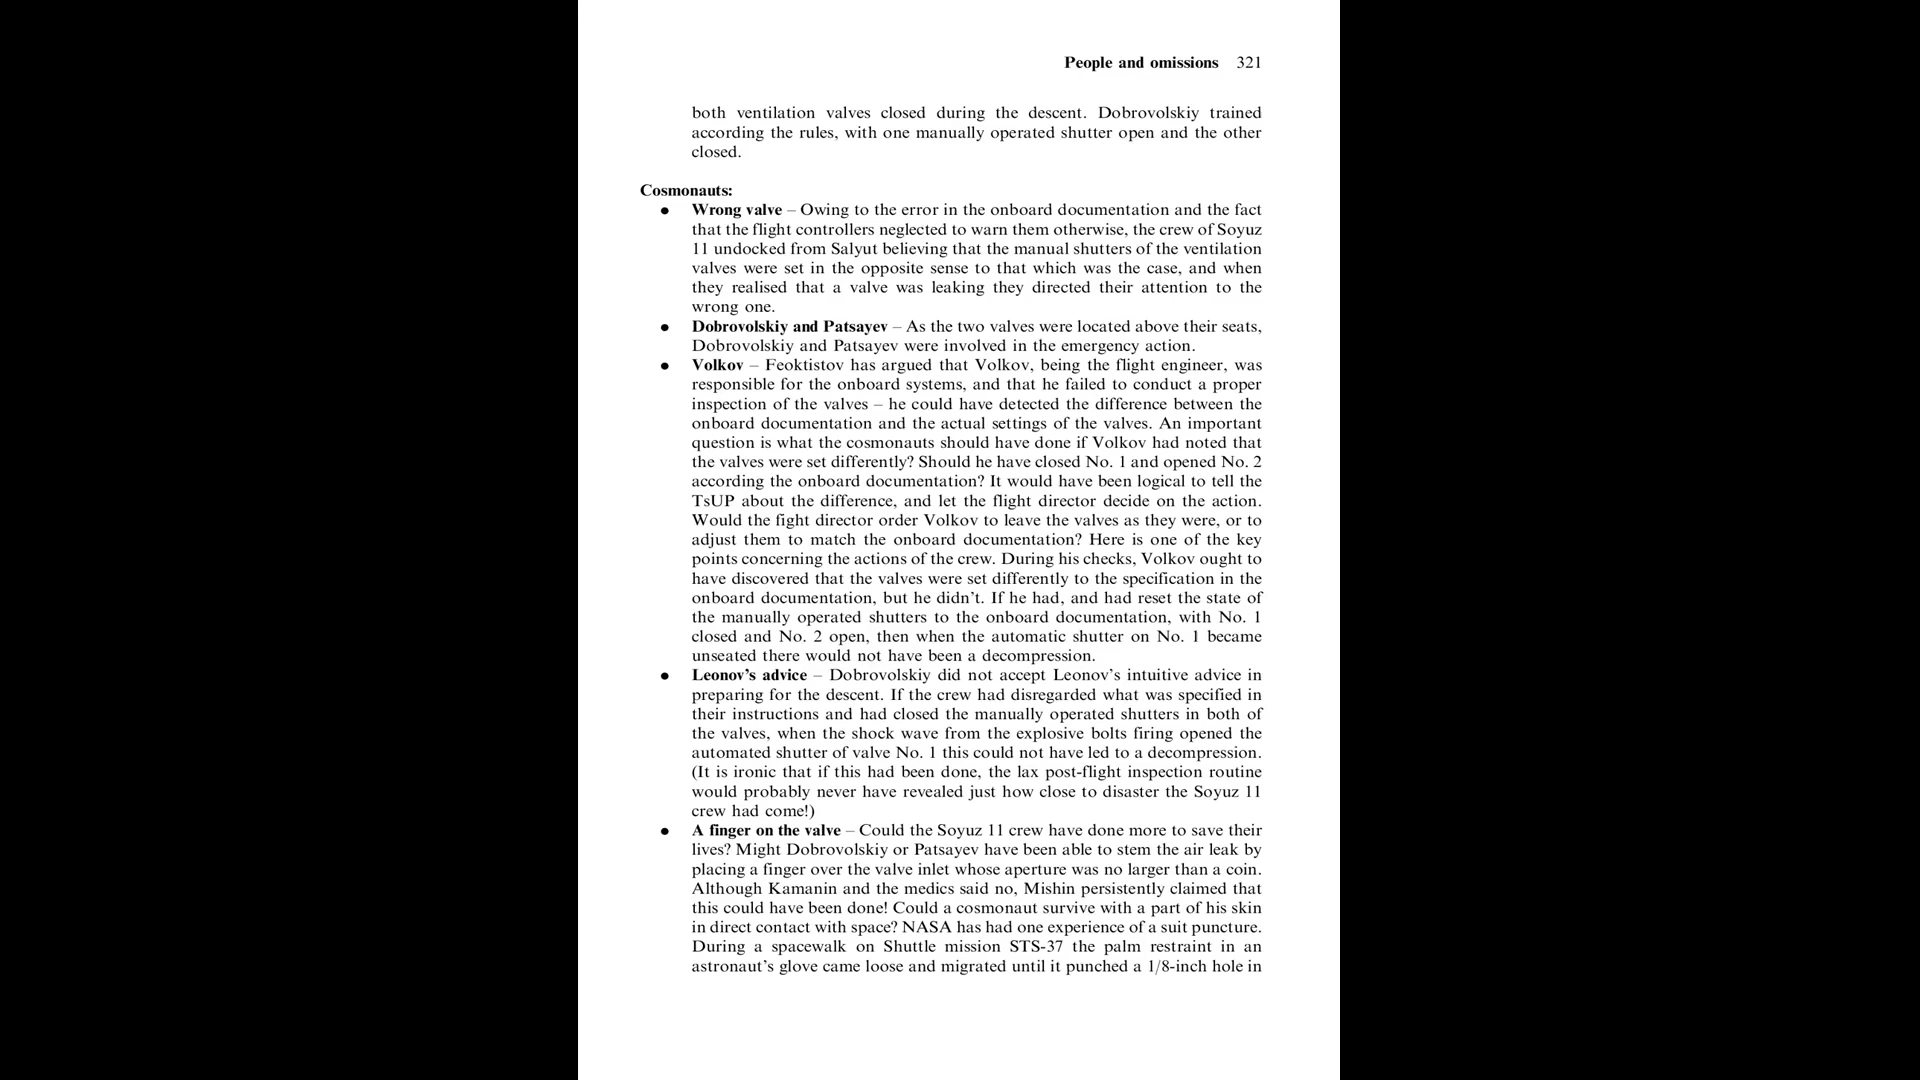 People and omissions 321
both ventilation valves closed during the descent. Dobrovolskiy trained
according the rules, with one manually operated shutter open and the other
closed.
Cosmonauts:
● Wrong valve – Owing to the error in the onboard documentation and the fact
that the flight controllers neglected to warn them otherwise, the crew of Soyuz
11 undocked from Salyut believing that the manual shutters of the ventilation
valves were set in the opposite sense to that which was the case, and when
they realised that a valve was leaking they directed their attention to the
wrong one.
● Dobrovolskiy and Patsayev – As the two valves were located above their seats,
Dobrovolskiy and Patsayev were involved in the emergency action.
● Volkov – Feoktistov has argued that Volkov, being the flight engineer, was
responsible for the onboard systems, and that he failed to conduct a proper
inspection of the valves – he could have detected the difference between the
onboard documentation and the actual settings of the valves. An important
question is what the cosmonauts should have done if Volkov had noted that
the valves were set differently? Should he have closed No. 1 and opened No. 2
according the onboard documentation? It would have been logical to tell the
TsUP about the difference, and let the flight director decide on the action.
Would the fight director order Volkov to leave the valves as they were, or to
adjust them to match the onboard documentation? Here is one of the key
points concerning the actions of the crew. During his checks, Volkov ought to
have discovered that the valves were set differently to the specification in the
onboard documentation, but he didn't. If he had, and had reset the state of
the manually operated shutters to the onboard documentation, with No. 1
closed and No. 2 open, then when the automatic shutter on No. 1 became
unseated there would not have been a decompression.
● Leonov's advice – Dobrovolskiy did not accept Leonov's intuitive advice in
preparing for the descent. If the crew had disregarded what was specified in
their instructions and had closed the manually operated shutters in both of
the valves, when the shock wave from the explosive bolts firing opened the
automated shutter of valve No. 1 this could not have led to a decompression.
(It is ironic that if this had been done, the lax post-flight inspection routine
would probably never have revealed just how close to disaster the Soyuz 11
crew had come!)
● A finger on the valve – Could the Soyuz 11 crew have done more to save their
lives? Might Dobrovolskiy or Patsayev have been able to stem the air leak by
placing a finger over the valve inlet whose aperture was no larger than a coin.
Although Kamanin and the medics said no, Mishin persistently claimed that
this could have been done! Could a cosmonaut survive with a part of his skin
in direct contact with space? NASA has had one experience of a suit puncture.
During a spacewalk on Shuttle mission STS-37 the palm restraint in an
astronaut's glove came loose and migrated until it punched a 1/8-inch hole in